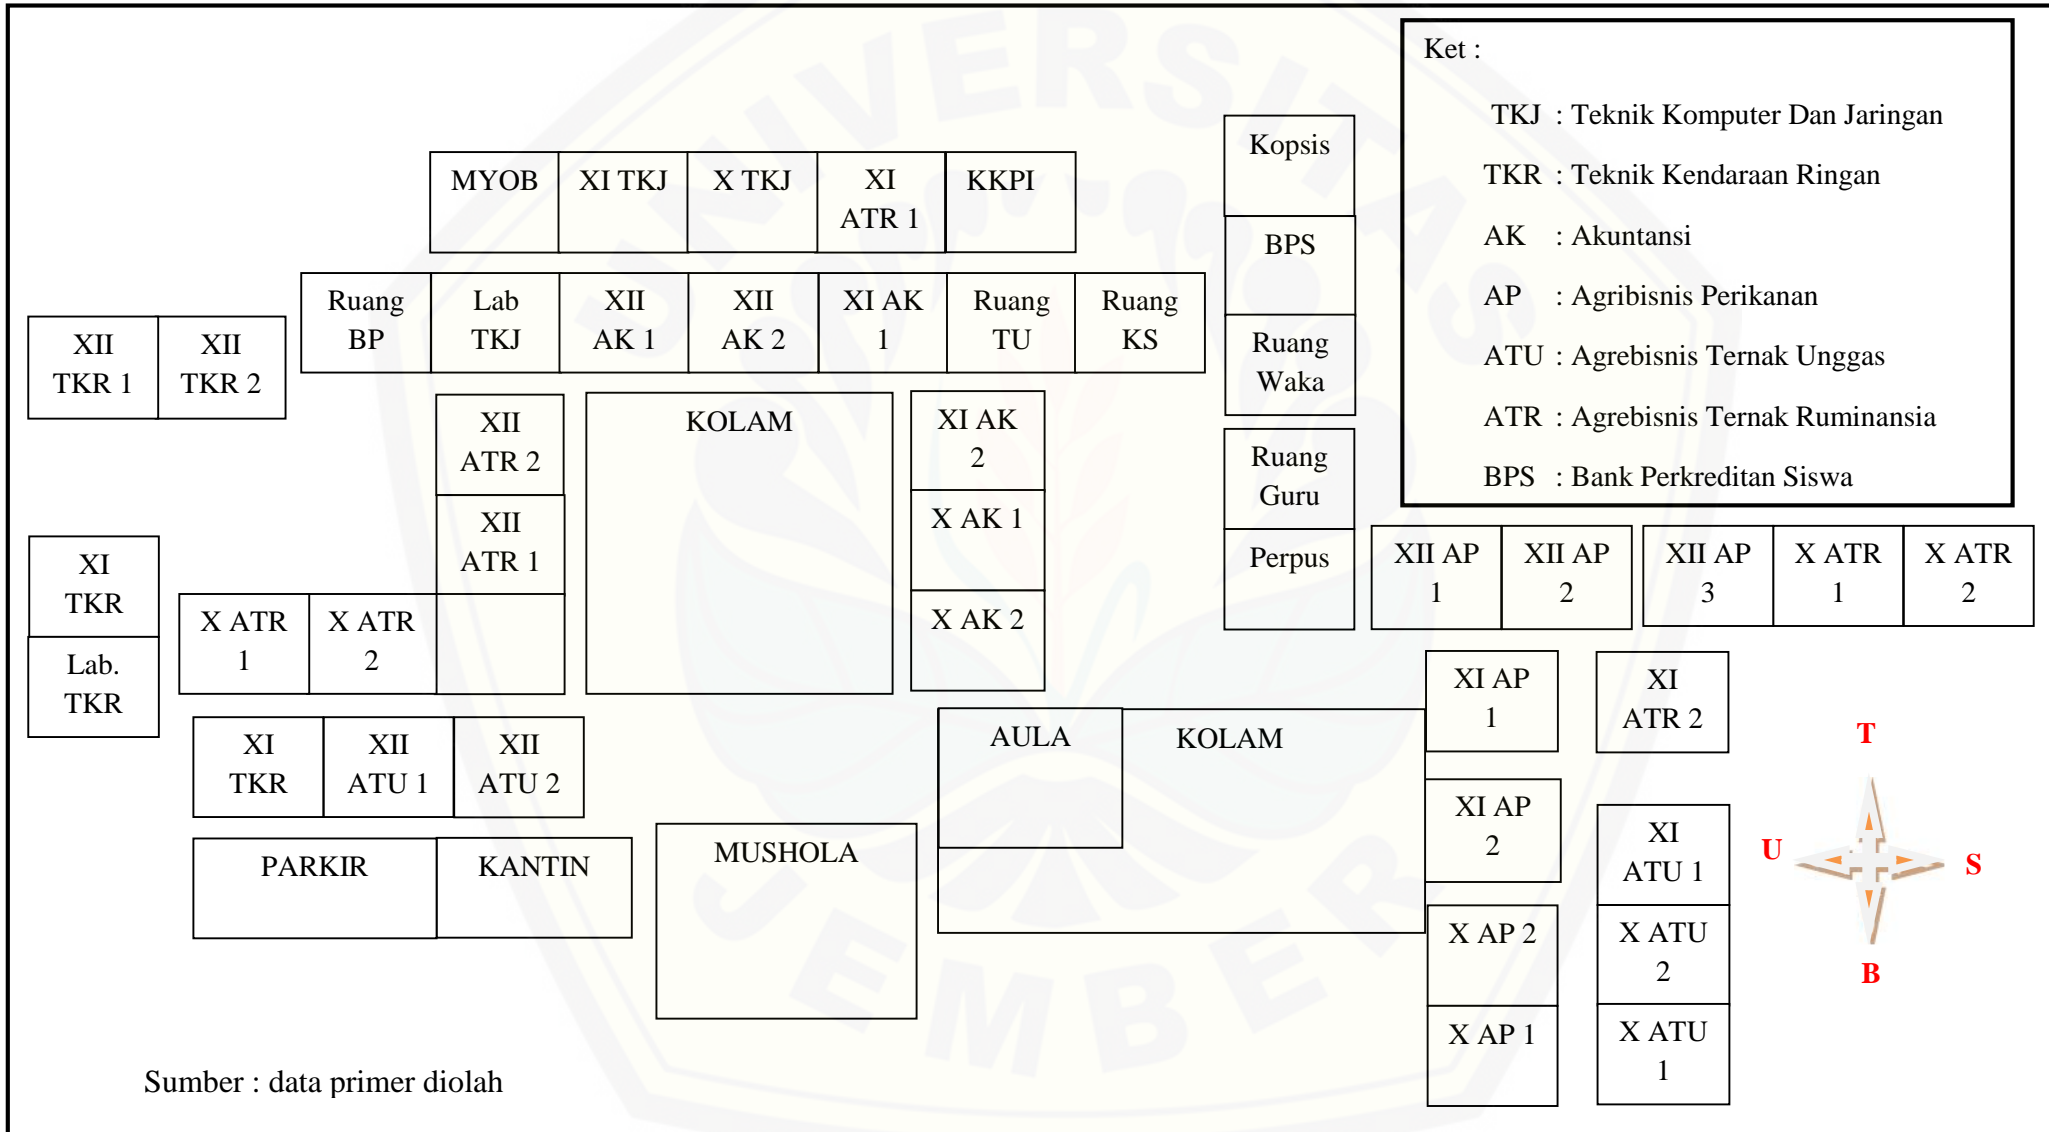 Ket :
TKJ : Teknik Komputer Dan Jaringan
TKR : Teknik Kendaraan Ringan
AK : Akuntansi
AP : Agribisnis Perikanan
ATU : Agrebisnis Ternak Unggas
ATR : Agrebisnis Ternak Ruminansia
BPS : Bank Perkreditan Siswa
Kopsis
BPS
Ruang
Waka
Ruang
Guru
Perpus
MYOB
XI TKJ
X TKJ
XI
ATR 1
KKPI
Ruang
BP
Lab
TKJ
XII
AK 1
XII
AK 2
XI AK
1
Ruang
TU
Ruang
KS
XII
TKR 1
XII
TKR 2
XII
ATR 2
XII
ATR 1
KOLAM
XI AK
2
X AK 1
X AK 2
XI
TKR
Lab.
TKR
X ATR
1
X ATR
2
XII AP
1
XII AP
2
XII AP
3
X ATR
1
X ATR
2
XI
TKR
XII
ATU 1
XII
ATU 2
PARKIR
KANTIN
MUSHOLA
AULA
KOLAM
XI AP
1
XI AP
2
X AP 2
X AP 1
XI
ATR 2
XI
ATU 1
X ATU
2
X ATU
1
T
U
S
B
Sumber : data primer diolah
UNIVERSITAS
JEMBER